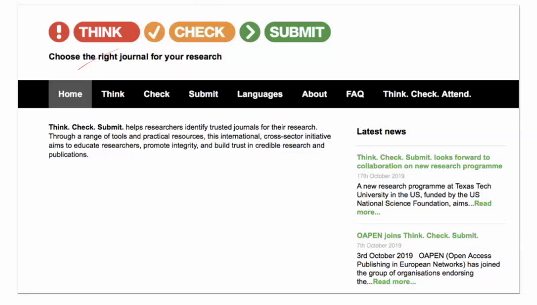 ! THINK ✓ CHECK > SUBMIT
Choose the right journal for your research
Home Think Check Submit Languages About FAQ Think. Check. Attend.
Think. Check. Submit. helps researchers identify trusted journals for their research.
Through a range of tools and practical resources, this international, cross-sector initiative
aims to educate researchers, promote integrity, and build trust in credible research and
publications.
Latest news
Think. Check. Submit. looks forward to
collaboration on new research programme
17th October 2019
A new research programme at Texas Tech
University in the US, funded by the US
National Science Foundation, aims...Read
more...
OAPEN joins Think. Check. Submit.
7th October 2019
3rd October 2019 OAPEN (Open Access
Publishing in European Networks) has joined
the group of organisations endorsing
the...Read more...